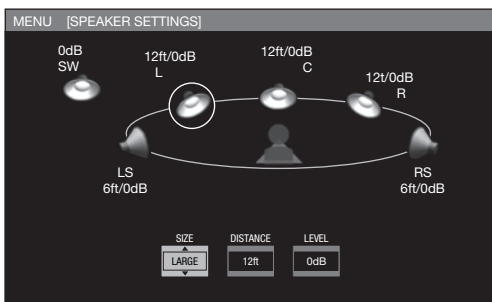 MENU [SPEAKER SETTINGS]
0dB
SW
12ft/0dB
L
12ft/0dB
C
12t/0dB
R
LS
6ft/0dB
RS
6ft/0dB
SIZE DISTANCE LEVEL
LARGE 12ft 0dB